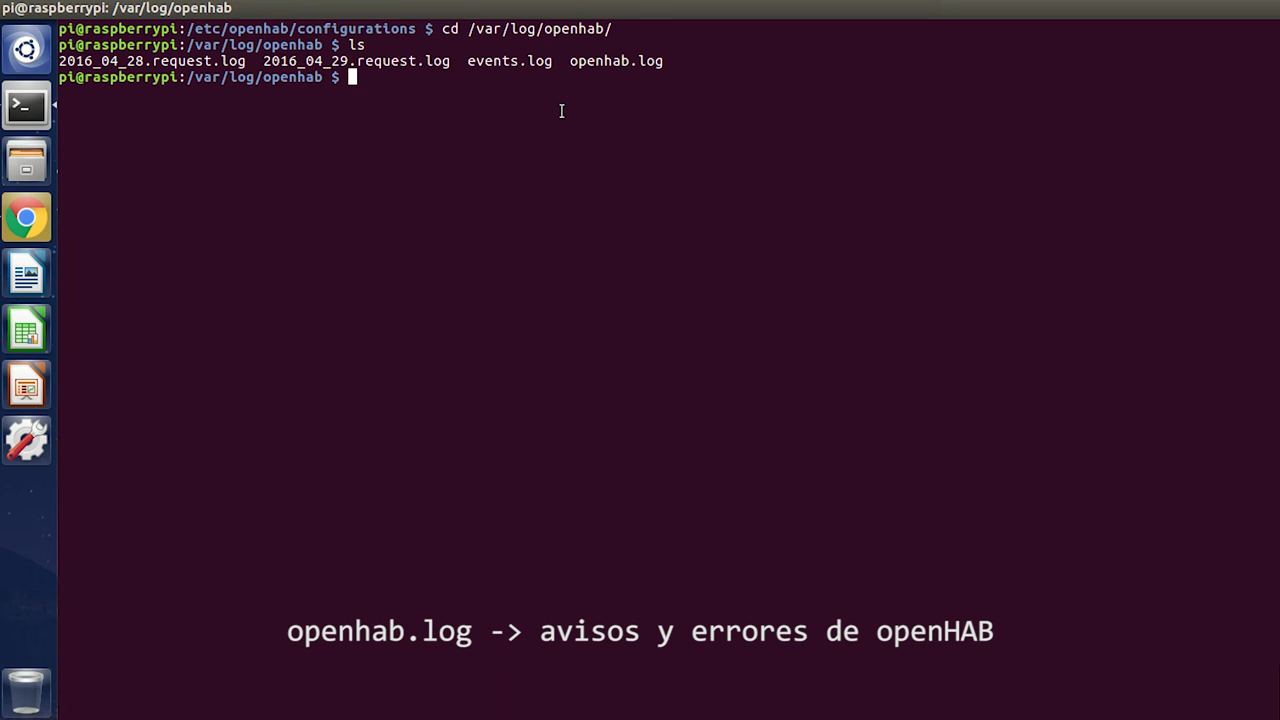 pi@raspberrypi: /var/log/openhab
pi@raspberrypi:/etc/openhab/configurations $ cd /var/log/openhab/
pi@raspberrypi:/var/log/openhab $ ls
2016_04_28.request.log  2016_04_29.request.log  events.log  openhab.log
pi@raspberrypi:/var/log/openhab $
openhab.log -> avisos y errores de openHAB